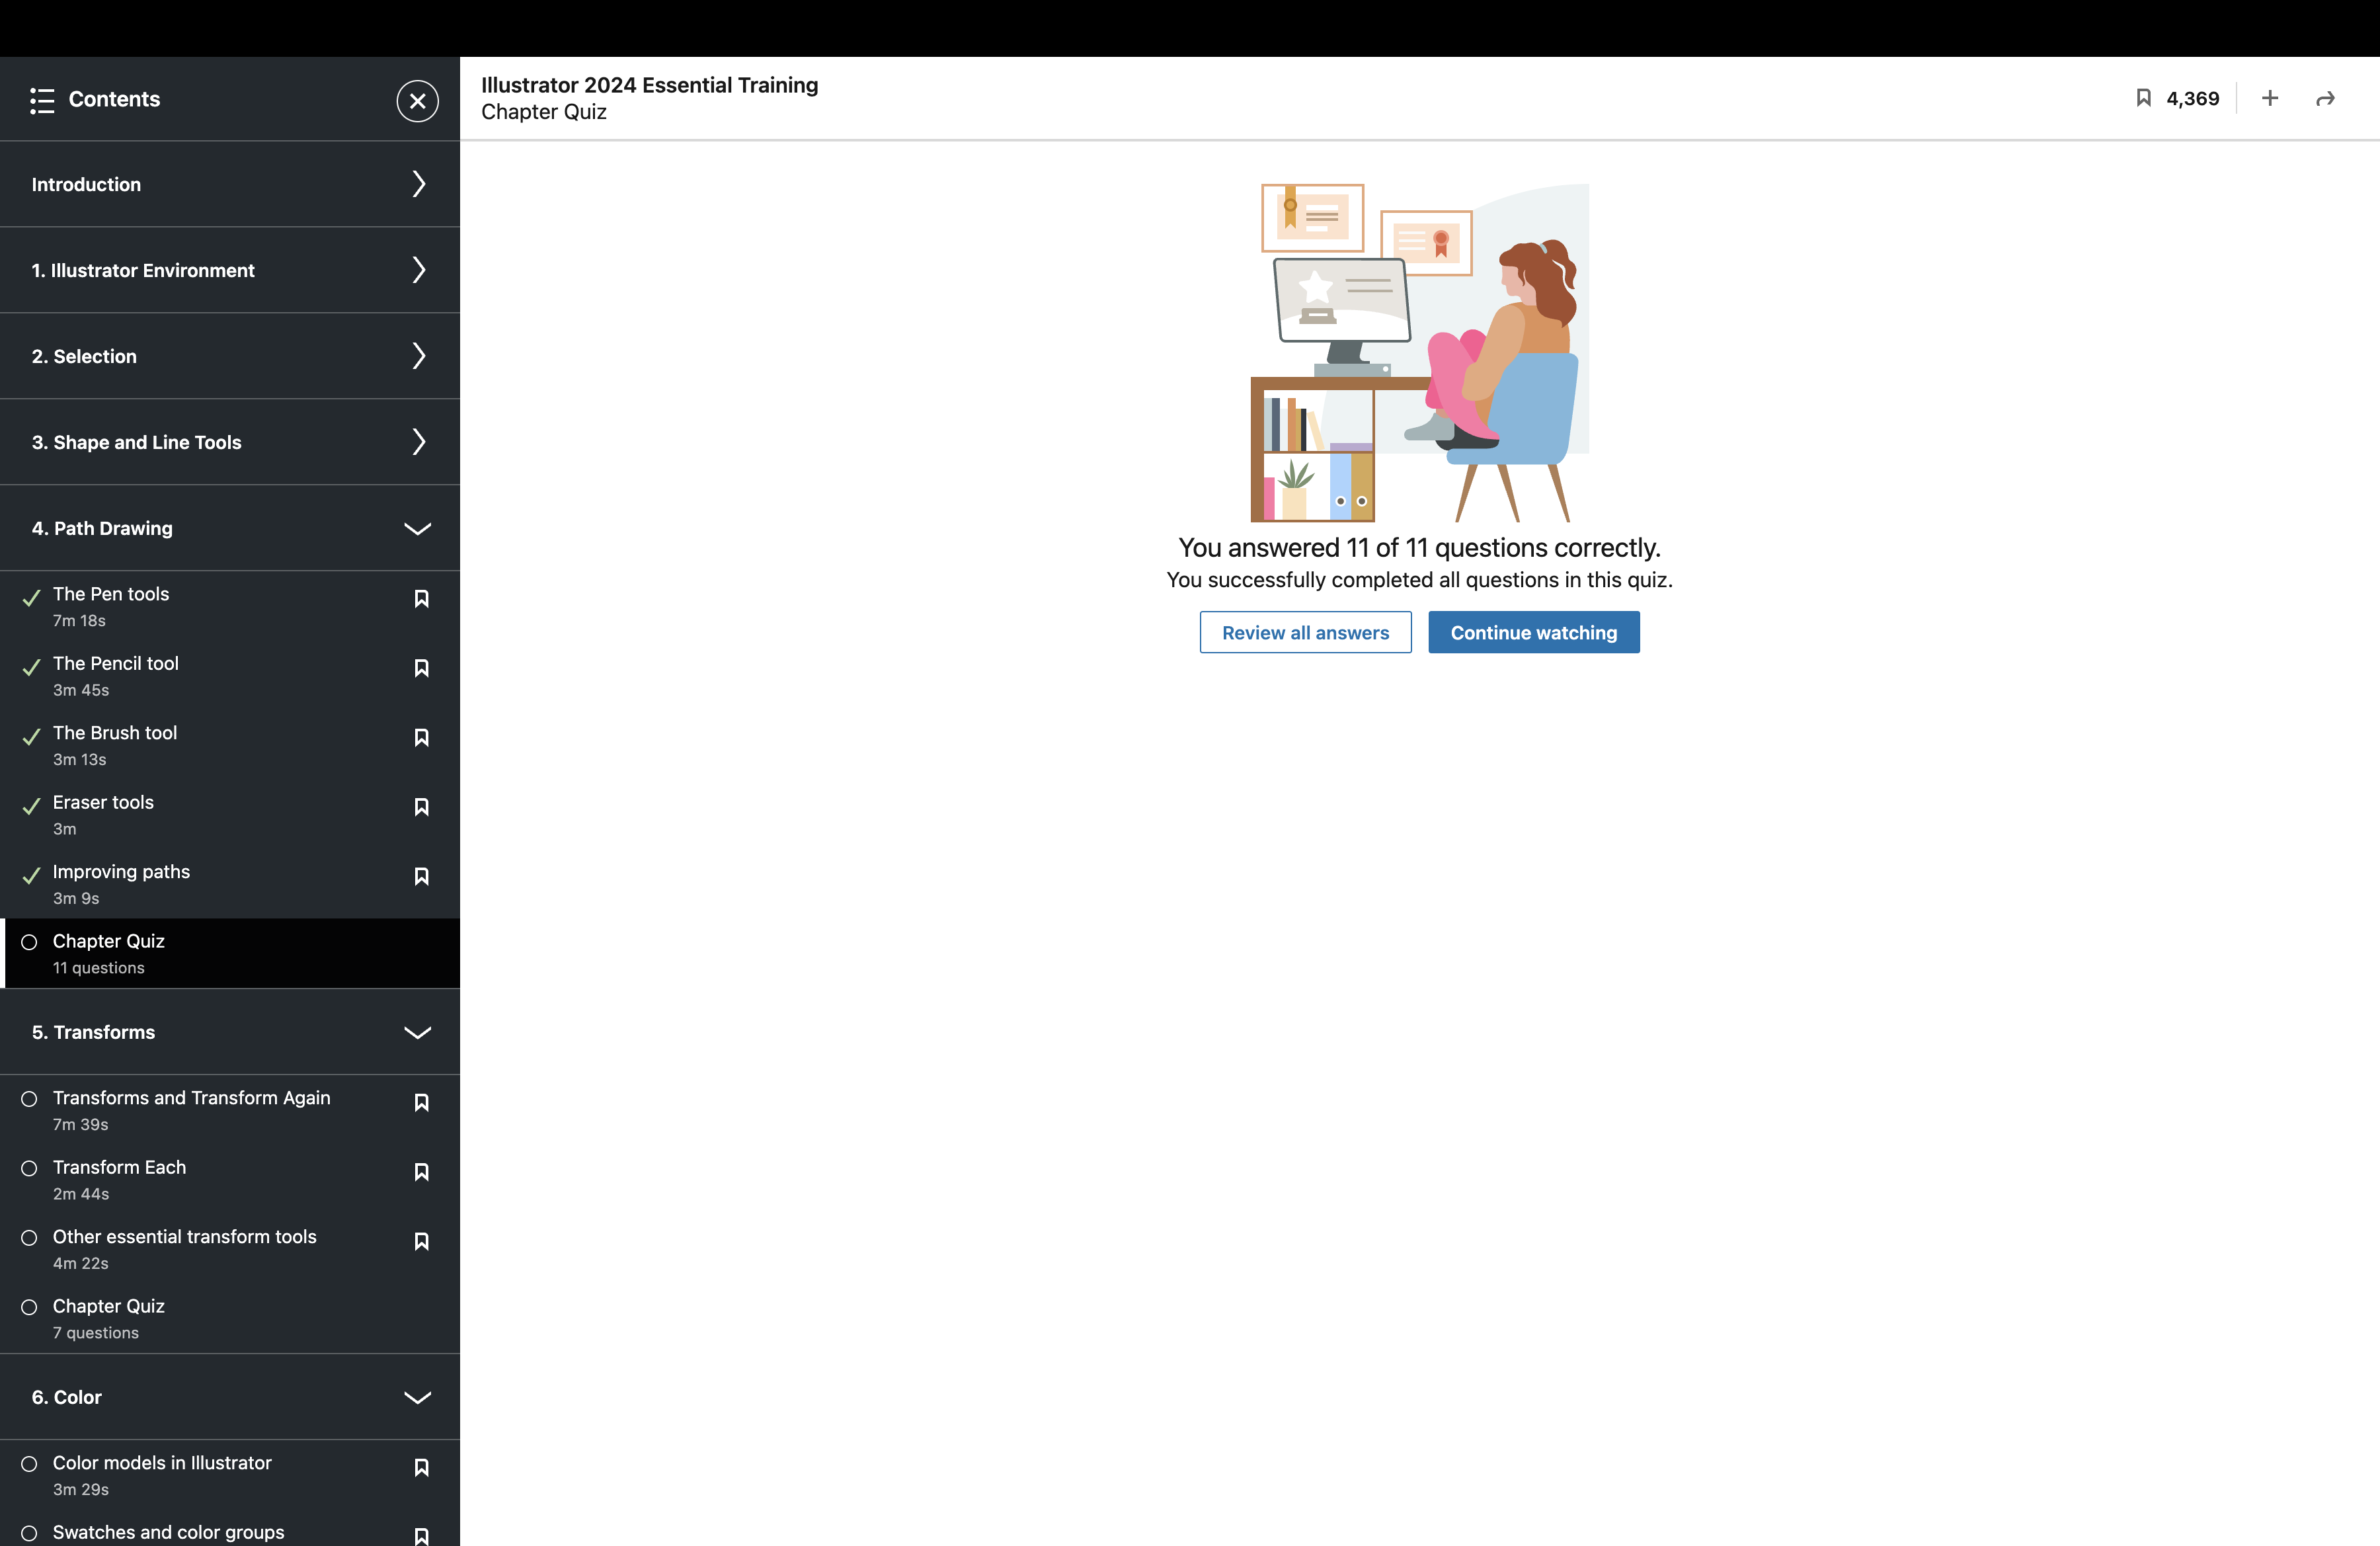 Contents
Introduction
1. Illustrator Environment
2. Selection
3. Shape and Line Tools
4. Path Drawing
The Pen tools
7m 18s
The Pencil tool
3m 45s
The Brush tool
3m 13s
Eraser tools
3m
Improving paths
3m 9s
Chapter Quiz
11 questions
5. Transforms
Transforms and Transform Again
7m 39s
Transform Each
2m 44s
Other essential transform tools
4m 22s
Chapter Quiz
7 questions
6. Color
Color models in Illustrator
3m 29s
Swatches and color groups
Illustrator 2024 Essential Training
Chapter Quiz
4,369
You answered 11 of 11 questions correctly.
You successfully completed all questions in this quiz.
Review all answers
Continue watching